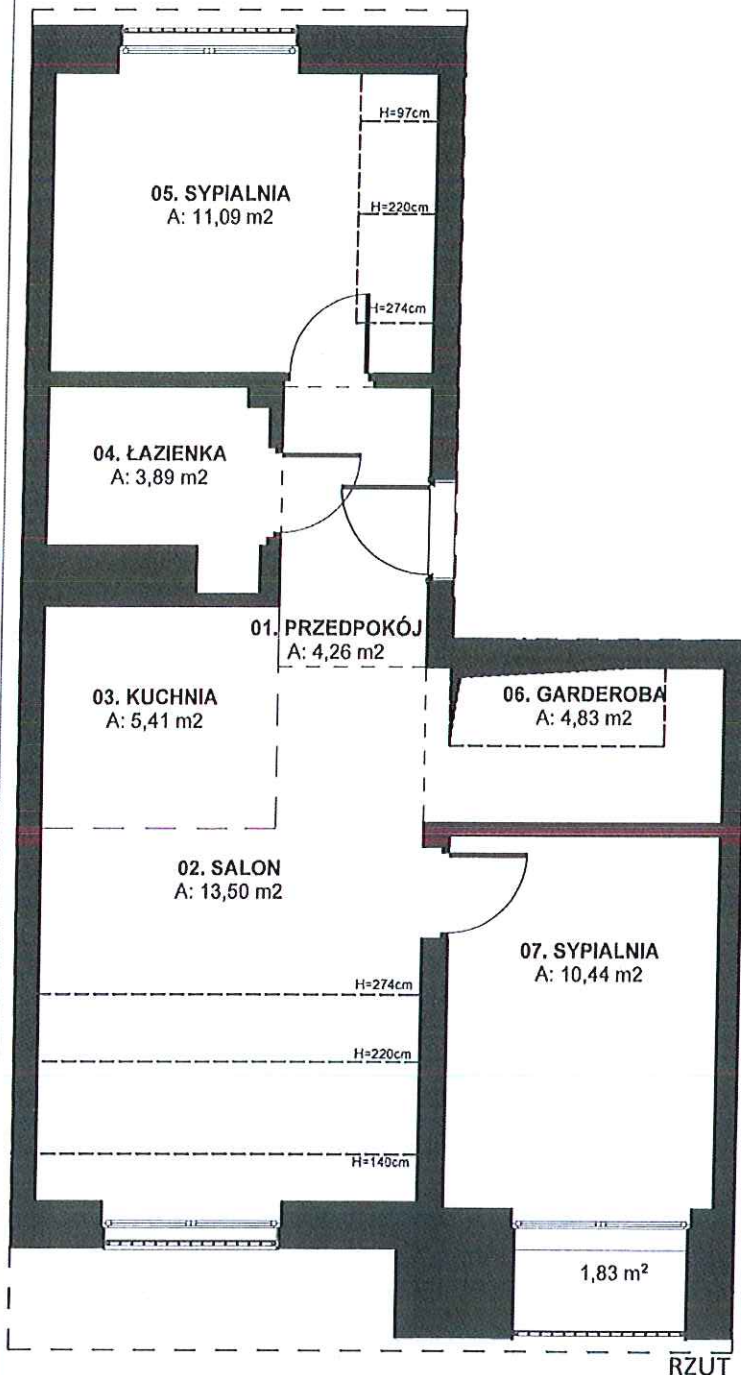 H=97cm
05. SYPIALNIA
A: 11,09 m2
H=220cm
H=274cm
04. ŁAZIENKA
A: 3,89 m2
01. PRZEDPOKÓJ
A: 4,26 m2
03. KUCHNIA
A: 5,41 m2
06. GARDEROBA
A: 4,83 m2
02. SALON
A: 13,50 m2
07. SYPIALNIA
A: 10,44 m2
H=274cm
H=220cm
H=140cm
1,83 m²
RZUT